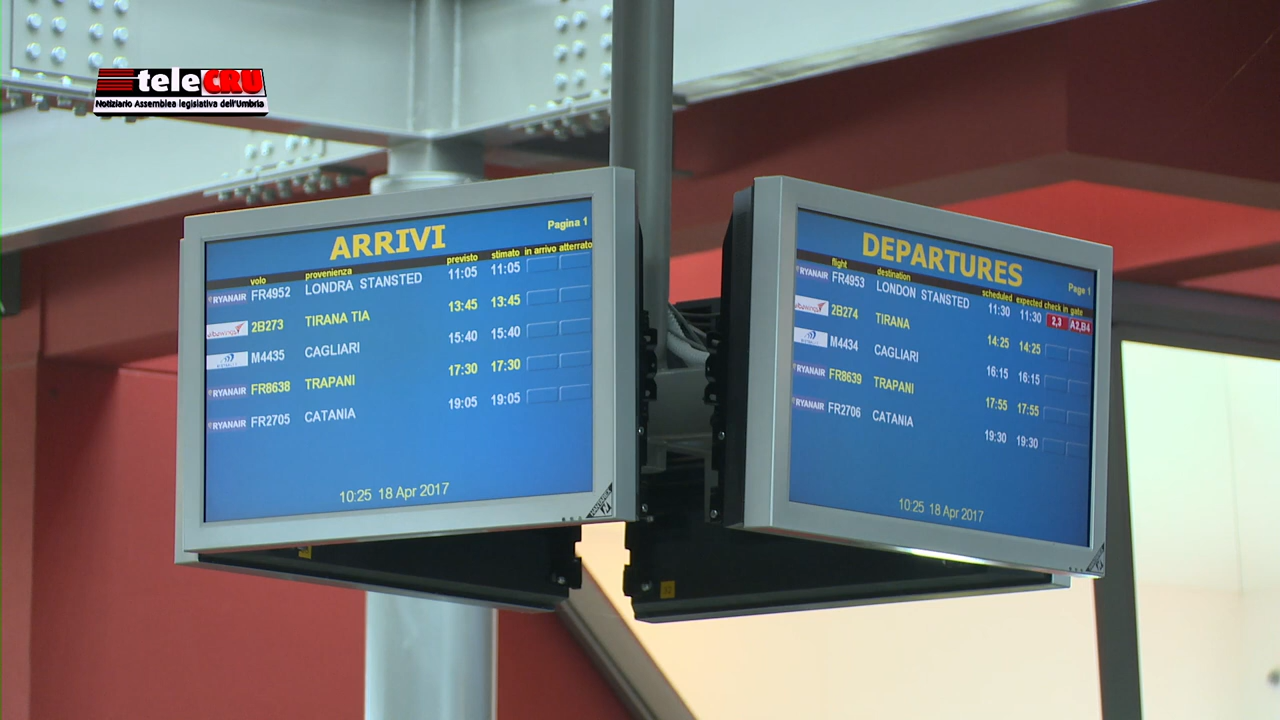 teleCRU
Notiziario Assemblea legislativa dell'Umbria
ARRIVI
Pagina 1
volo provenienza previsto stimato in arrivo atterrato
RYANAIR FR4952 LONDRA STANSTED 11:05 11:05
2B273 TIRANA TIA 13:45 13:45
M4435 CAGLIARI 15:40 15:40
RYANAIR FR8638 TRAPANI 17:30 17:30
RYANAIR FR2705 CATANIA 19:05 19:05
10:25 18 Apr 2017
DEPARTURES
Page 1
flight destination scheduled expected check in gate
RYANAIR FR4953 LONDON STANSTED 11:30 11:30 2,3 A2,B4
2B274 TIRANA 14:25 14:25
M4434 CAGLIARI 16:15 16:15
RYANAIR FR8639 TRAPANI 17:55 17:55
RYANAIR FR2706 CATANIA 19:30 19:30
10:25 18 Apr 2017